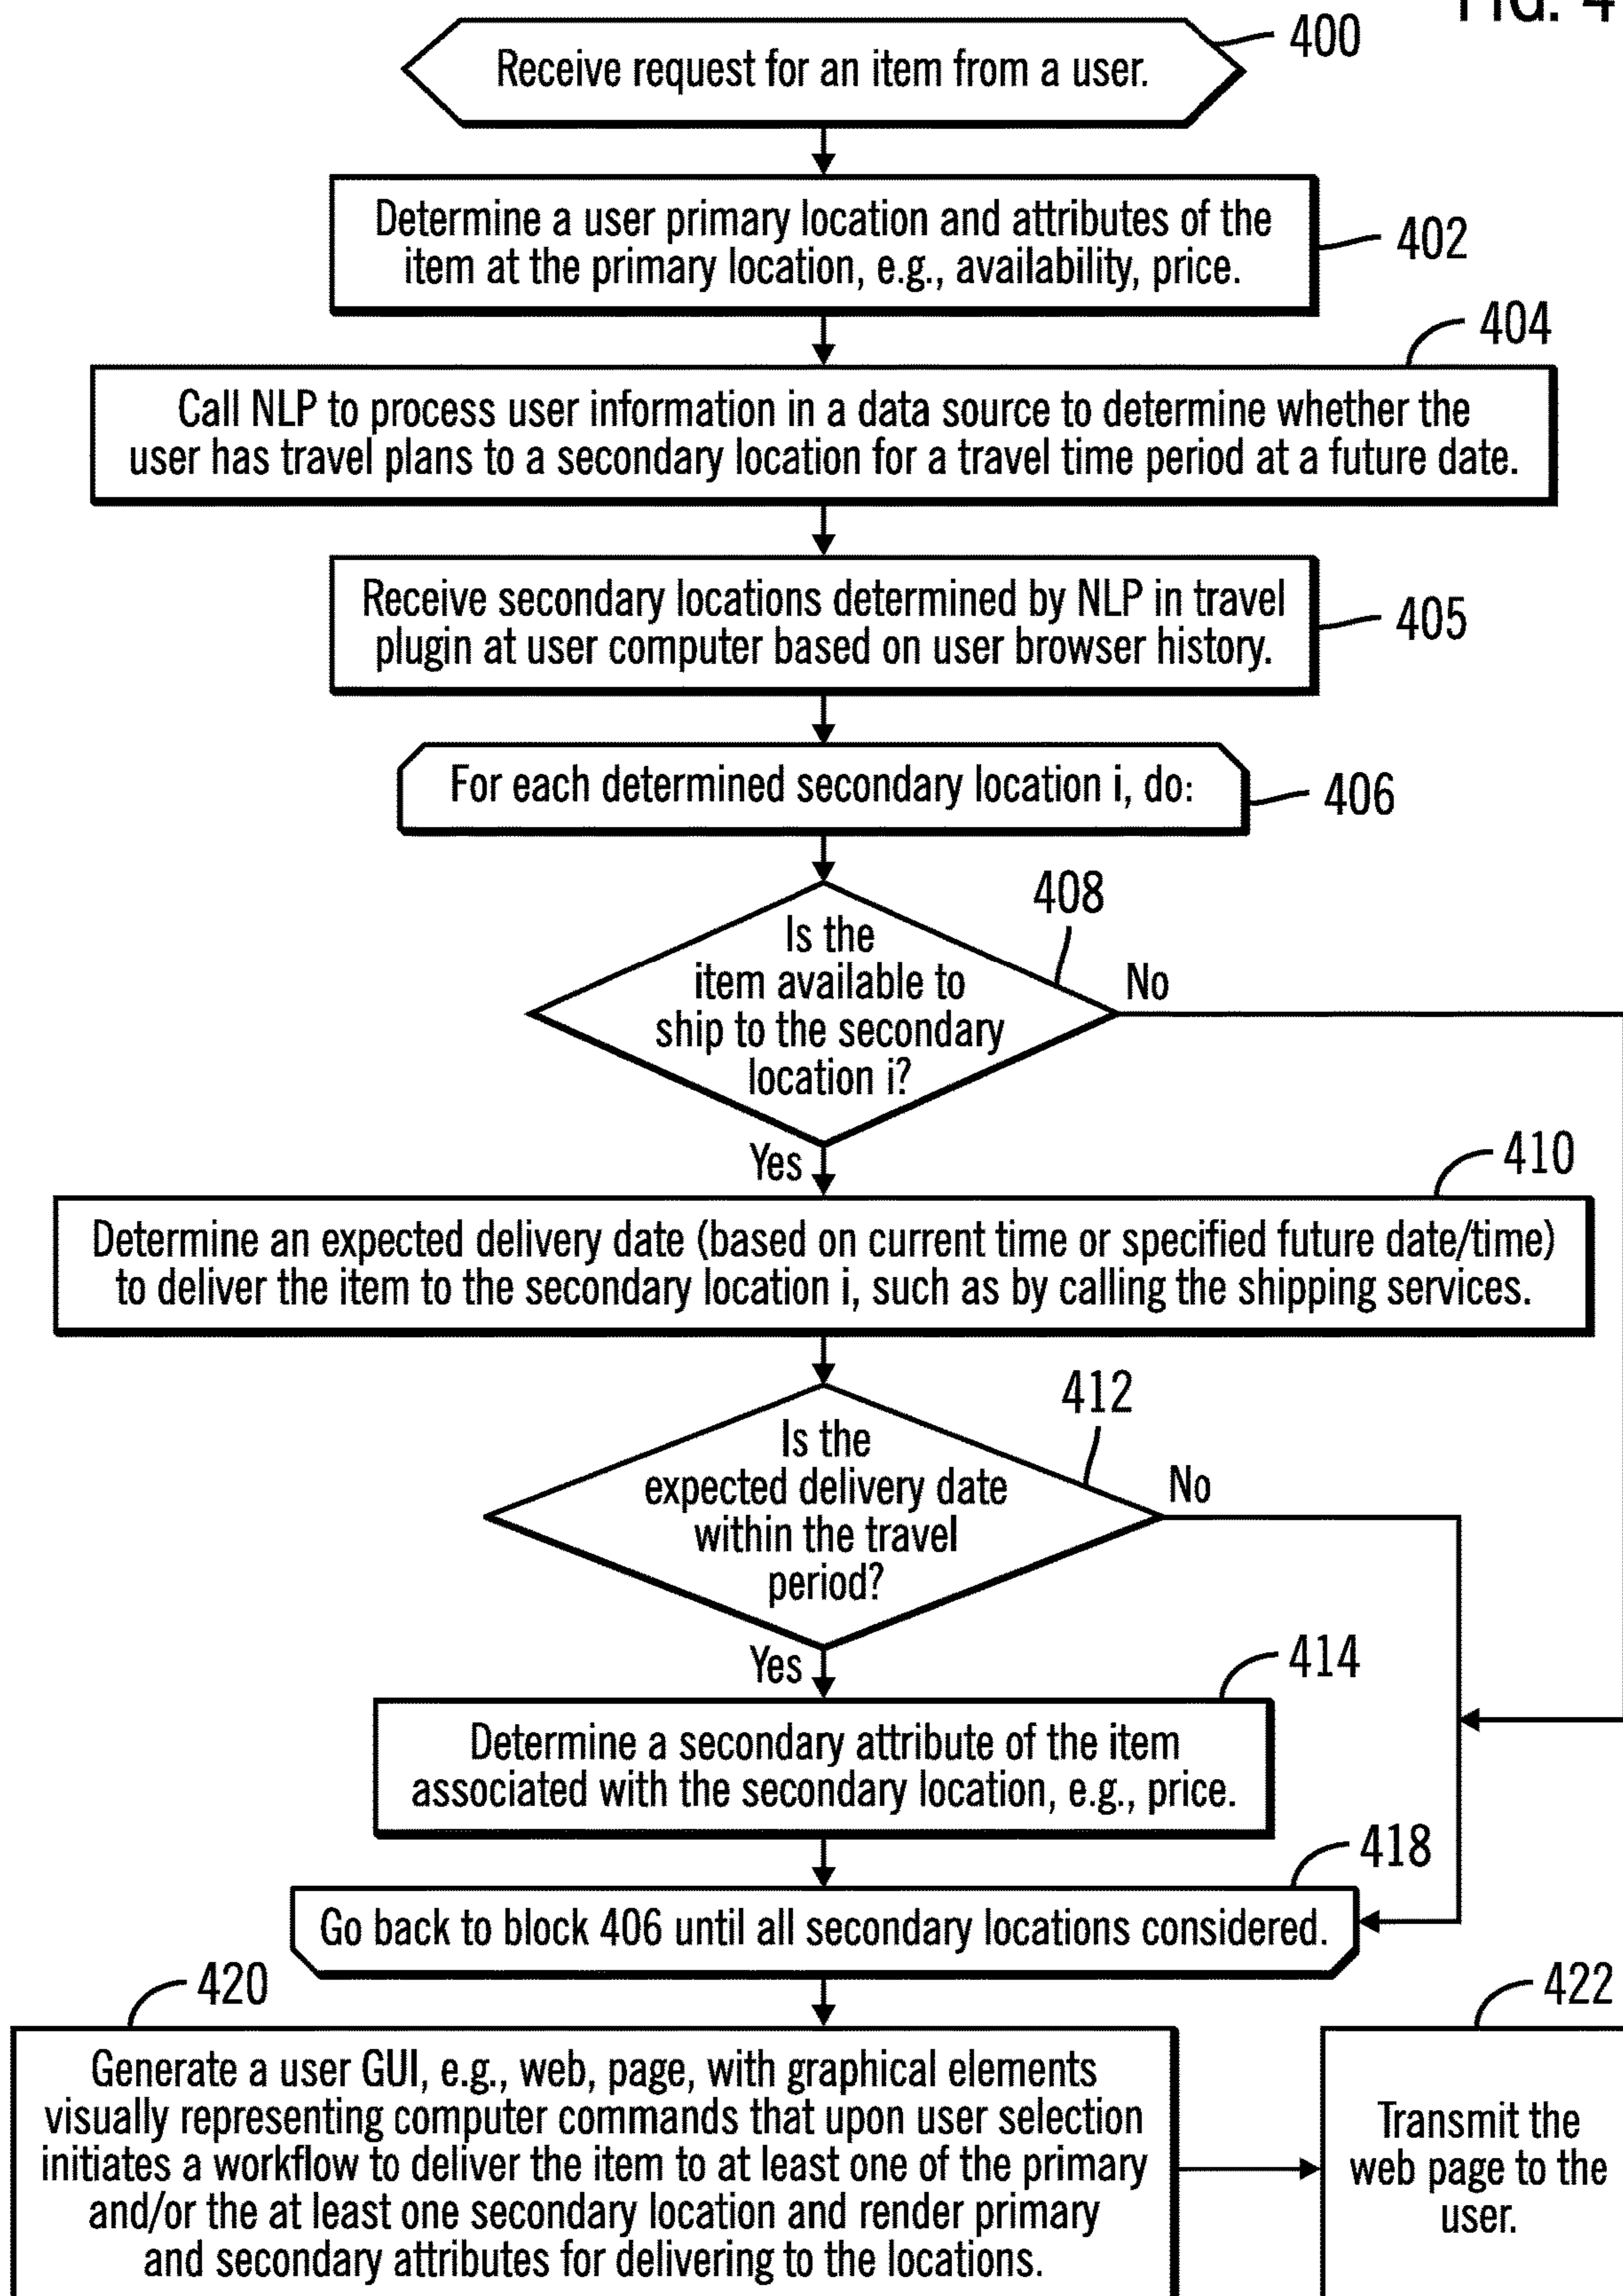 FIG. 4
400
Receive request for an item from a user.
Determine a user primary location and attributes of the
item at the primary location, e.g., availability, price.
402
404
Call NLP to process user information in a data source to determine whether the
user has travel plans to a secondary location for a travel time period at a future date.
Receive secondary locations determined by NLP in travel
plugin at user computer based on user browser history.
405
For each determined secondary location i, do:
406
408
Is the
item available to
ship to the secondary
location i?
No
Yes
410
Determine an expected delivery date (based on current time or specified future date/time)
to deliver the item to the secondary location i, such as by calling the shipping services.
412
Is the
expected delivery date
within the travel
period?
No
Yes
414
Determine a secondary attribute of the item
associated with the secondary location, e.g., price.
418
Go back to block 406 until all secondary locations considered.
420
Generate a user GUI, e.g., web, page, with graphical elements
visually representing computer commands that upon user selection
initiates a workflow to deliver the item to at least one of the primary
and/or the at least one secondary location and render primary
and secondary attributes for delivering to the locations.
422
Transmit the
web page to the
user.